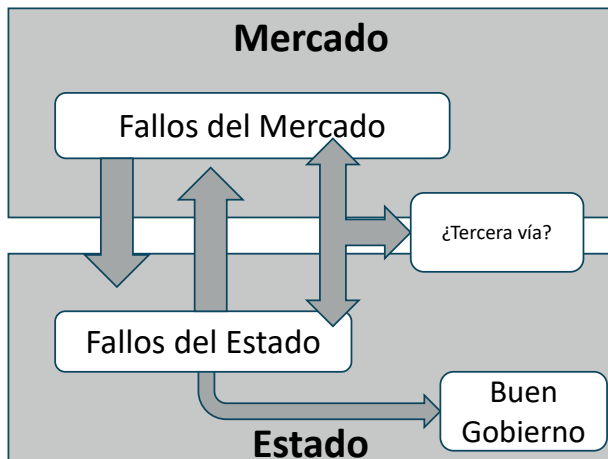 Mercado
Fallos del Mercado
¿Tercera vía?
Fallos del Estado
Buen
Gobierno
Estado